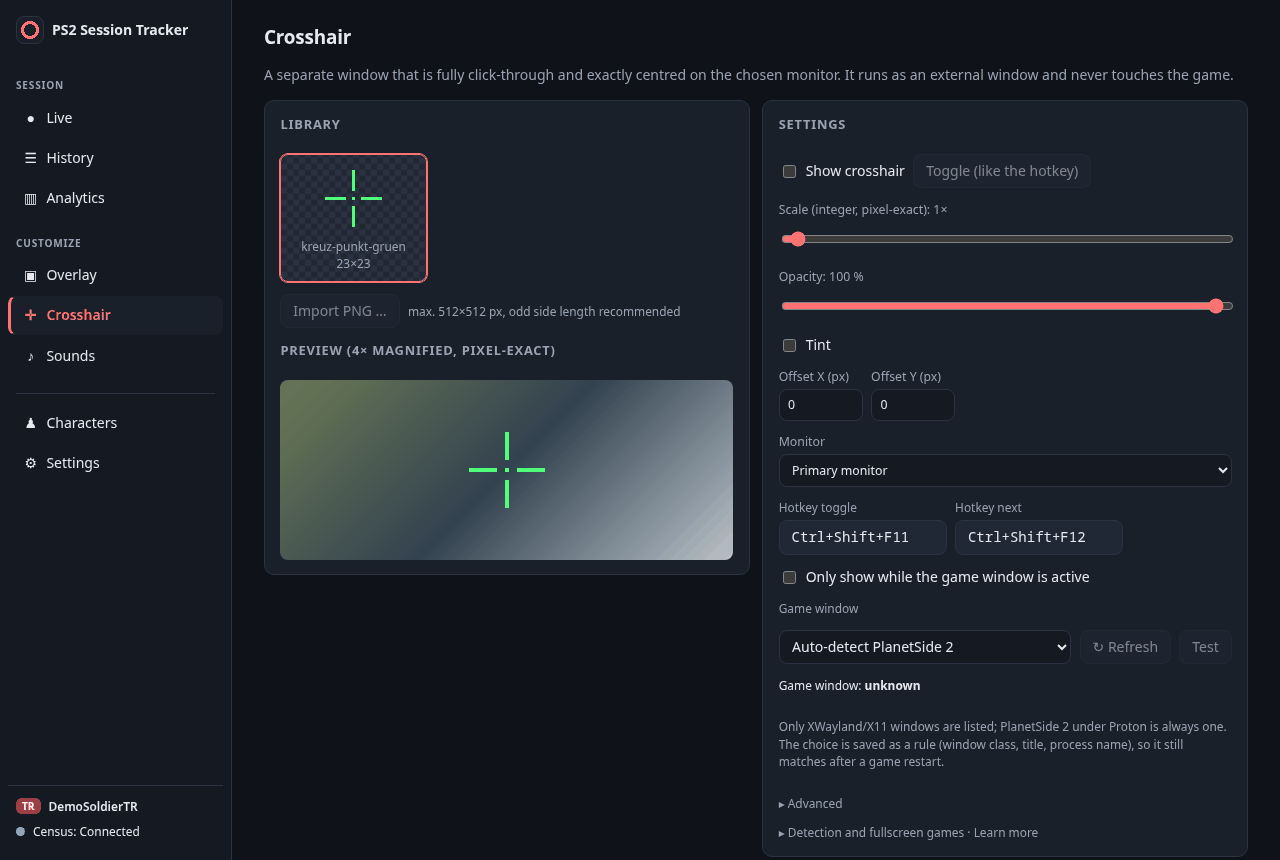 PS2 Session Tracker
SESSION
● Live
☰ History
▥ Analytics
CUSTOMIZE
▣ Overlay
✛ Crosshair
♪ Sounds
♟ Characters
⚙ Settings
TR DemoSoldierTR
Census: Connected
Crosshair
A separate window that is fully click-through and exactly centred on the chosen monitor. It runs as an external window and never touches the game.
LIBRARY
kreuz-punkt-gruen
23×23
Import PNG ... max. 512×512 px, odd side length recommended
PREVIEW (4× MAGNIFIED, PIXEL-EXACT)
SETTINGS
Show crosshair Toggle (like the hotkey)
Scale (integer, pixel-exact): 1×
Opacity: 100 %
Tint
Offset X (px) Offset Y (px)
0 0
Monitor
Primary monitor
Hotkey toggle Hotkey next
Ctrl+Shift+F11 Ctrl+Shift+F12
Only show while the game window is active
Game window
Auto-detect PlanetSide 2 ↻ Refresh Test
Game window: unknown
Only XWayland/X11 windows are listed; PlanetSide 2 under Proton is always one.
The choice is saved as a rule (window class, title, process name), so it still
matches after a game restart.
▸ Advanced
▸ Detection and fullscreen games · Learn more